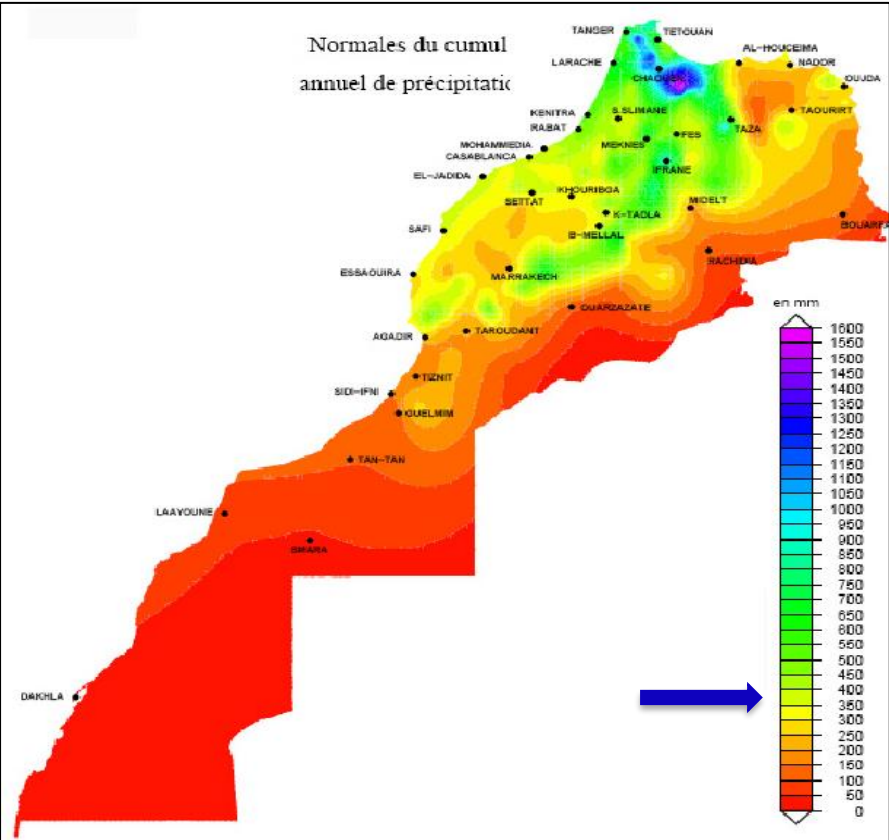 Normales du cumul
annuel de précipitatic
TANGER
TETOUAN
LARACHE
AL-HOUCEIMA
NADOR
OUJDA
KENITRA
S.SLIMANE
RABAT
TAZA
TAOURIRT
MEKNES
FES
MOHAMMEDIA
CASABLANCA
IFRANE
EL-JADIDA
SETTAT
KHOURIBGA
MIDELT
K-TADLA
BOUARFA
SAFI
B-MELLAL
RACHIDIA
ESSAOUIRA
MARRAKECH
OUARZAZATE
AGADIR
TAROUDANT
TIZNIT
SIDI-IFNI
GUELMIM
TAN-TAN
LAAYOUNE
SMARA
DAKHLA
en mm
1600
1550
1500
1450
1400
1350
1300
1250
1200
1150
1100
1050
1000
950
900
850
800
750
700
650
600
550
500
450
400
350
300
250
200
150
100
50
0